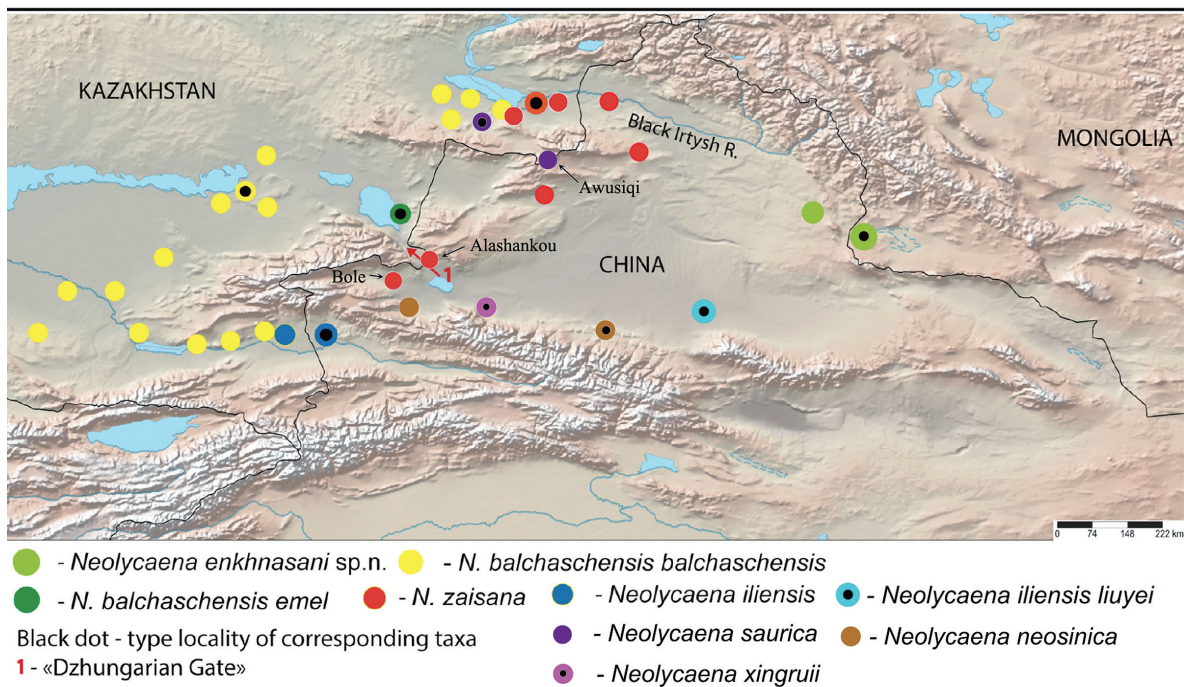 KAZAKHSTAN
MONGOLIA
Black Irtysh R.
Awusiqi
Alashankou
CHINA
Bole
1
0 74 148 222 km
- Neolycaena enkhnasani sp.n.
- N. balchaschensis balchaschensis
- N. balchaschensis emel
- N. zaisana
- Neolycaena iliensis
- Neolycaena iliensis liuyei
Black dot - type locality of corresponding taxa
- Neolycaena saurica
- Neolycaena neosinica
1 - «Dzhungarian Gate»
- Neolycaena xingruii